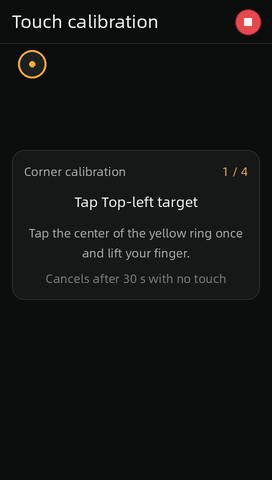 Touch calibration
Corner calibration 1 / 4
Tap Top-left target
Tap the center of the yellow ring once
and lift your finger.
Cancels after 30 s with no touch